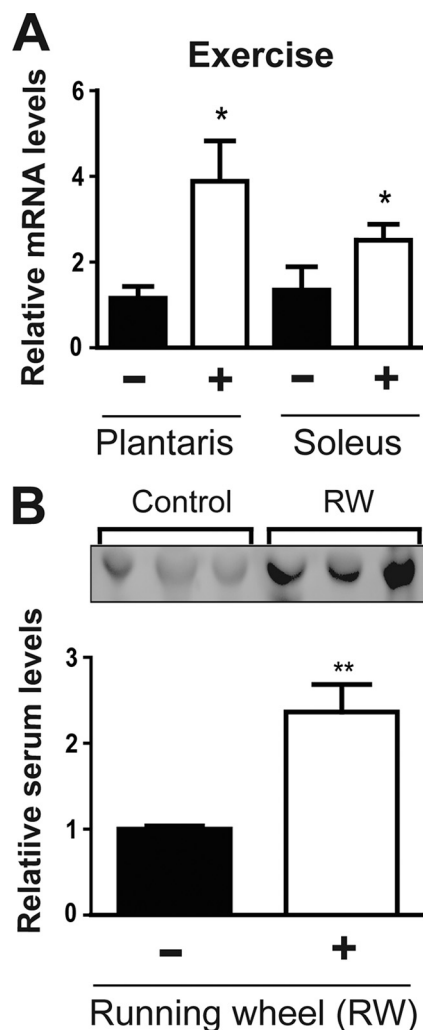 A
Exercise
Relative mRNA levels
6
4
2
0
*
*
− + − +
Plantaris Soleus
B
Control RW
Relatiive serum levels
3
2
1
0
**
− +
Running wheel (RW)